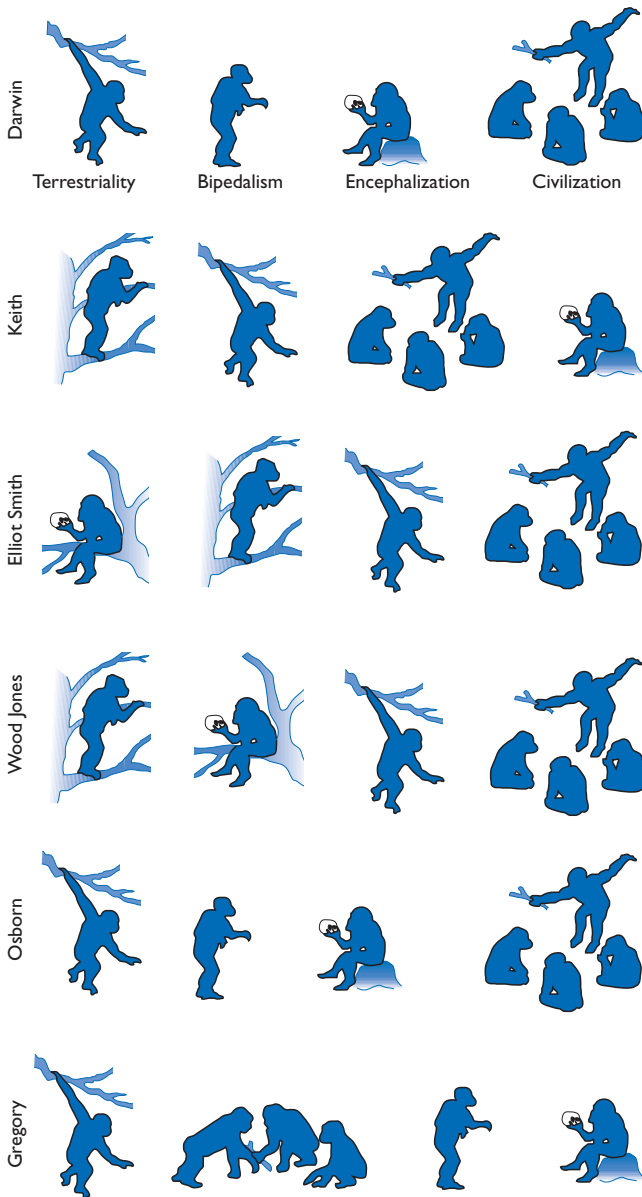 Darwin
Terrestriality Bipedalism Encephalization Civilization
Keith
Elliot Smith
Wood Jones
Osborn
Gregory